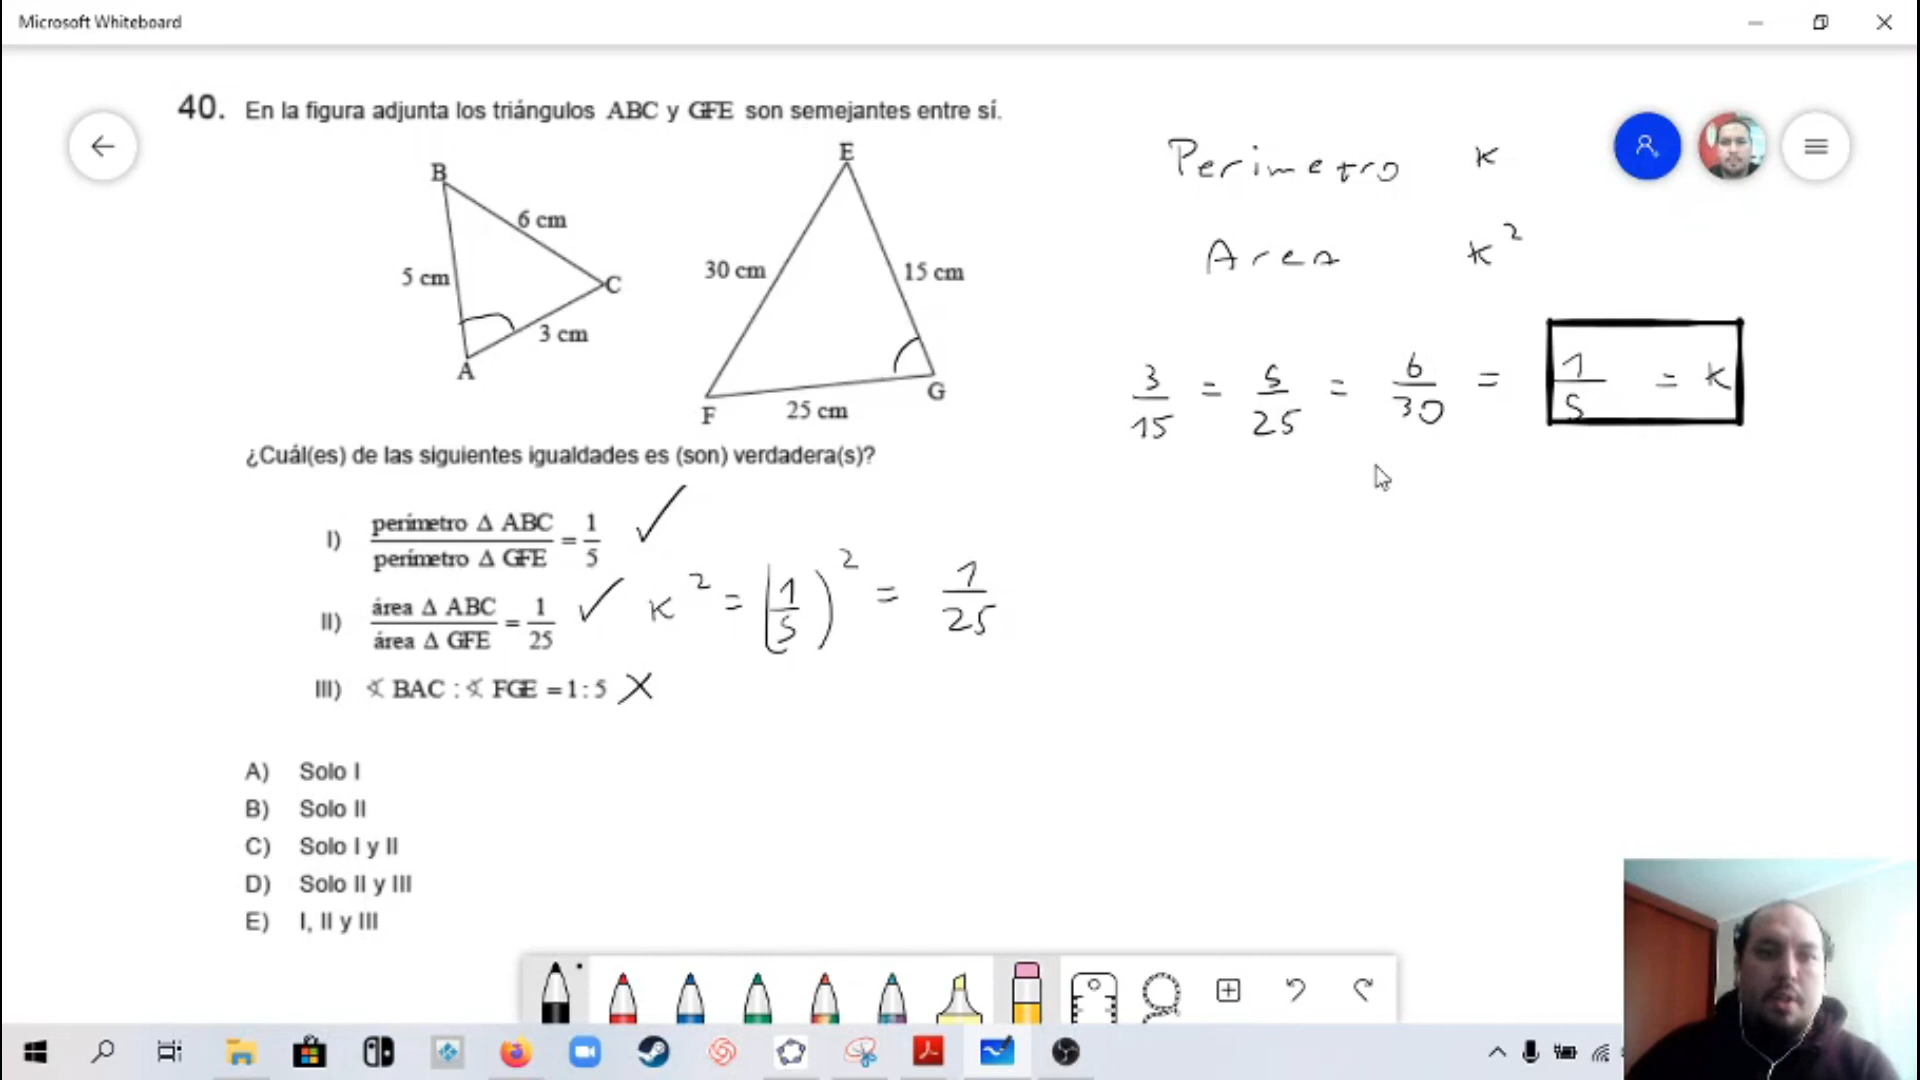 Microsoft Whiteboard
40. En la figura adjunta los triángulos ABC y GFE son semejantes entre sí.
B
6 cm
5 cm
C
3 cm
A
E
30 cm
15 cm
F
25 cm
G
Perimetro K
Area K²
3/15 = 5/25 = 6/30 = 1/5 = K
¿Cuál(es) de las siguientes igualdades es (son) verdadera(s)?
I) perímetro Δ ABC / perímetro Δ GFE = 1/5 ✓
II) área Δ ABC / área Δ GFE = 1/25 ✓ K² = (1/5)² = 1/25
III) ∢ BAC : ∢ FGE = 1 : 5 X
A) Solo I
B) Solo II
C) Solo I y II
D) Solo II y III
E) I, II y III